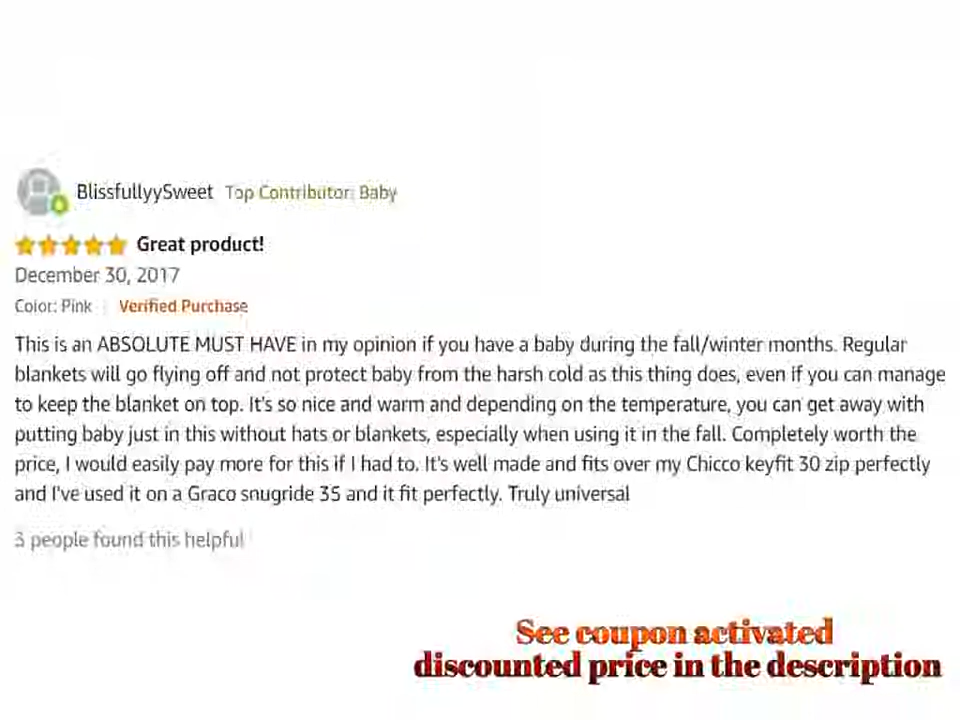 BlissfullyySweet Top Contributor: Baby
Great product!
December 30, 2017
Color: Pink | Verified Purchase
This is an ABSOLUTE MUST HAVE in my opinion if you have a baby during the fall/winter months. Regular
blankets will go flying off and not protect baby from the harsh cold as this thing does, even if you can manage
to keep the blanket on top. It's so nice and warm and depending on the temperature, you can get away with
putting baby just in this without hats or blankets, especially when using it in the fall. Completely worth the
price, I would easily pay more for this if I had to. It's well made and fits over my Chicco keyfit 30 zip perfectly
and I've used it on a Graco snugride 35 and it fit perfectly. Truly universal
3 people found this helpful
See coupon activated
discounted price in the description